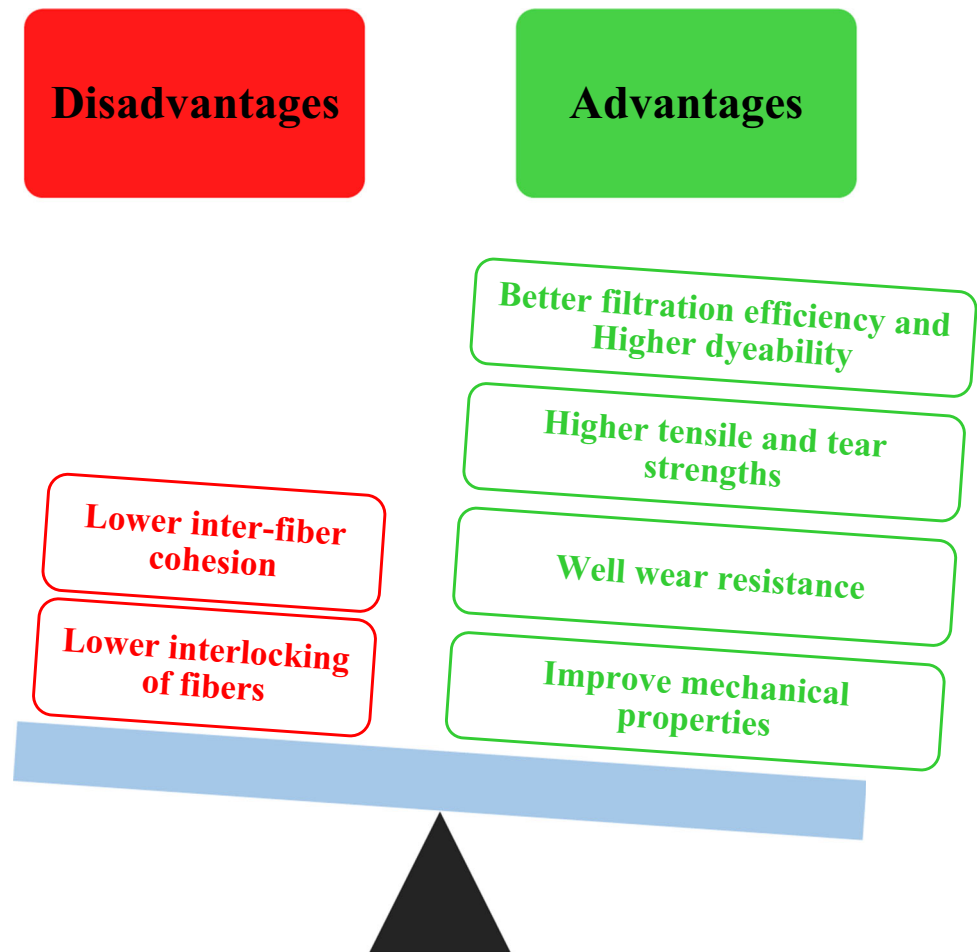 Disadvantages
Advantages
Better filtration efficiency and
Higher dyeability
Higher tensile and tear
strengths
Well wear resistance
Improve mechanical
properties
Lower inter-fiber
cohesion
Lower interlocking
of fibers